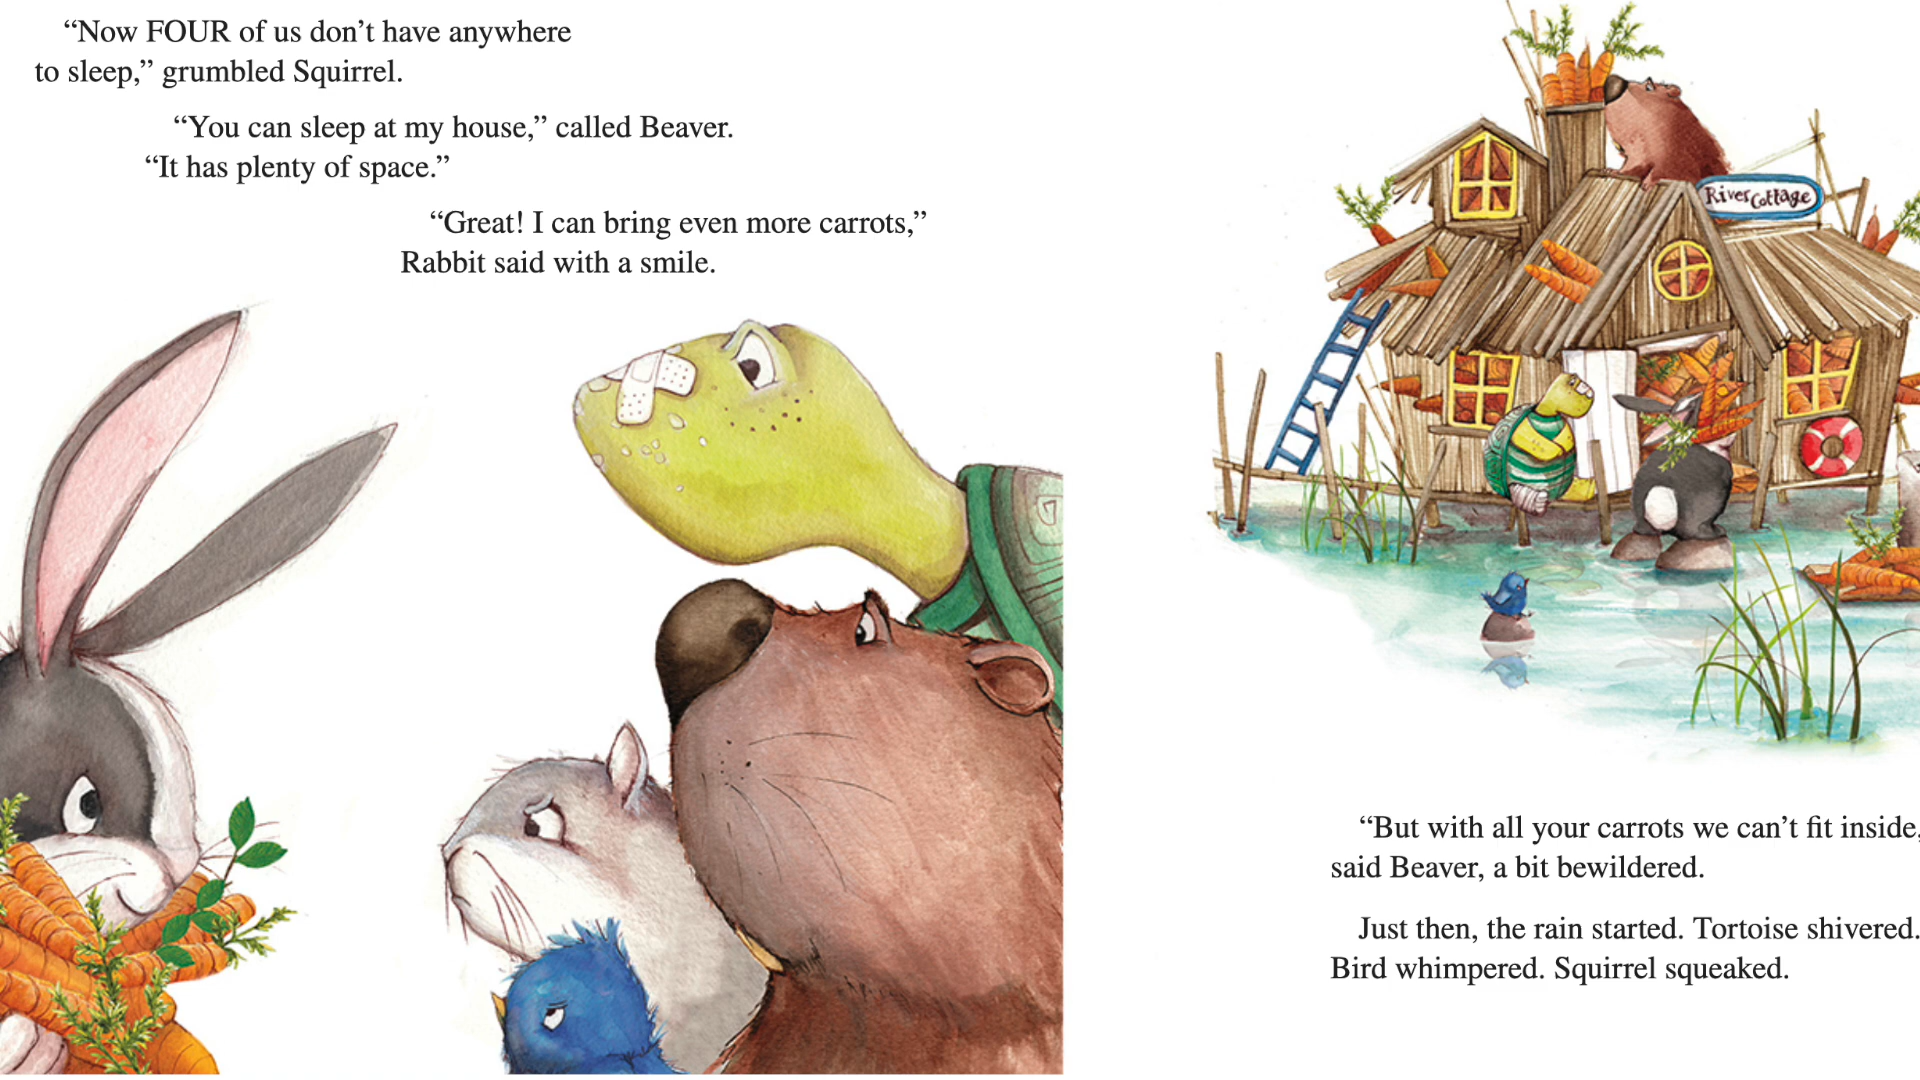 “Now FOUR of us don’t have anywhere
to sleep,” grumbled Squirrel.
“You can sleep at my house,” called Beaver.
“It has plenty of space.”
“Great! I can bring even more carrots,”
Rabbit said with a smile.
River Cottage
“But with all your carrots we can’t fit inside,
said Beaver, a bit bewildered.
Just then, the rain started. Tortoise shivered.
Bird whimpered. Squirrel squeaked.